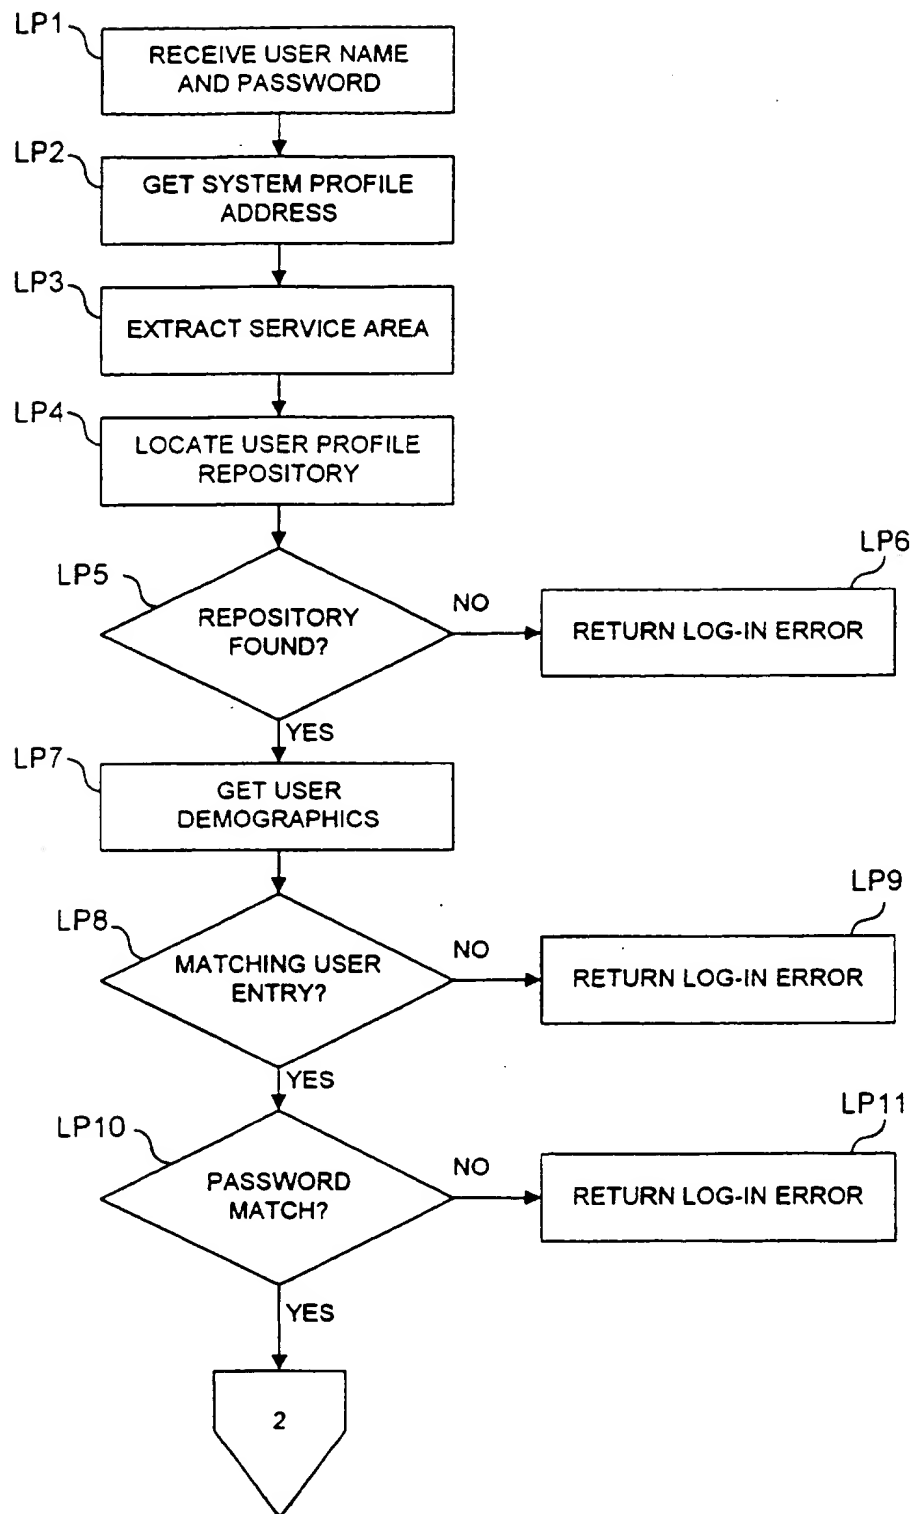 LP1
RECEIVE USER NAME
AND PASSWORD
LP2
GET SYSTEM PROFILE
ADDRESS
LP3
EXTRACT SERVICE AREA
LP4
LOCATE USER PROFILE
REPOSITORY
LP5
REPOSITORY
FOUND?
NO
LP6
RETURN LOG-IN ERROR
YES
LP7
GET USER
DEMOGRAPHICS
LP8
MATCHING USER
ENTRY?
NO
LP9
RETURN LOG-IN ERROR
YES
LP10
PASSWORD
MATCH?
NO
LP11
RETURN LOG-IN ERROR
YES
2